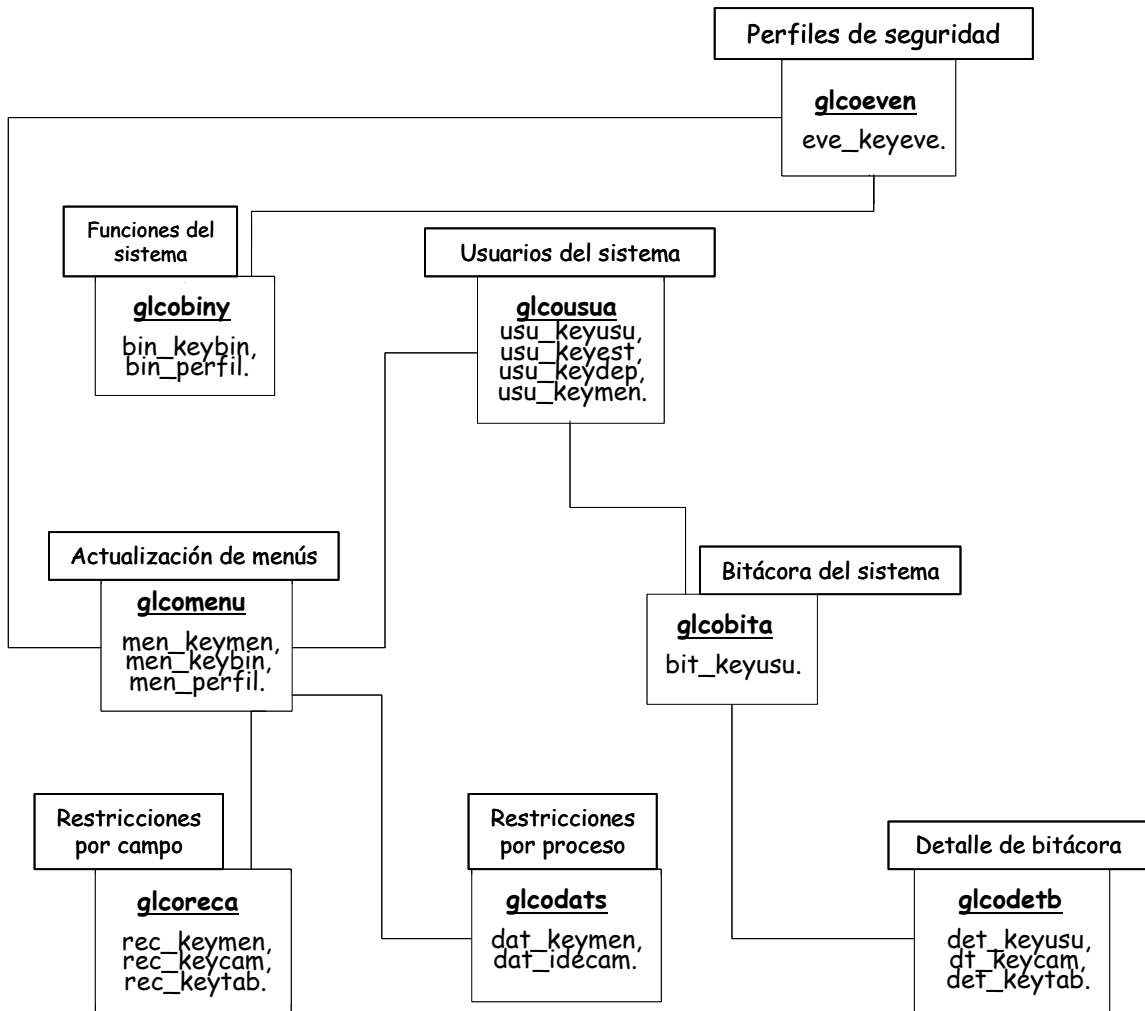 Perfiles de seguridad
glcoeven
eve_keyeve.
Funciones del
sistema
glcobiny
bin_keybin,
bin_perfil.
Usuarios del sistema
glcousua
usu_keyusu,
usu_keyest,
usu_keydep,
usu_keymen.
Actualización de menús
glcomenu
men_keymen,
men_keybin,
men_perfil.
Bitácora del sistema
glcobita
bit_keyusu.
Restricciones
por campo
glcoreca
rec_keymen,
rec_keycam,
rec_keytab.
Restricciones
por proceso
glcodats
dat_keymen,
dat_idecam.
Detalle de bitácora
glcodetb
det_keyusu,
dt_keycam,
det_keytab.